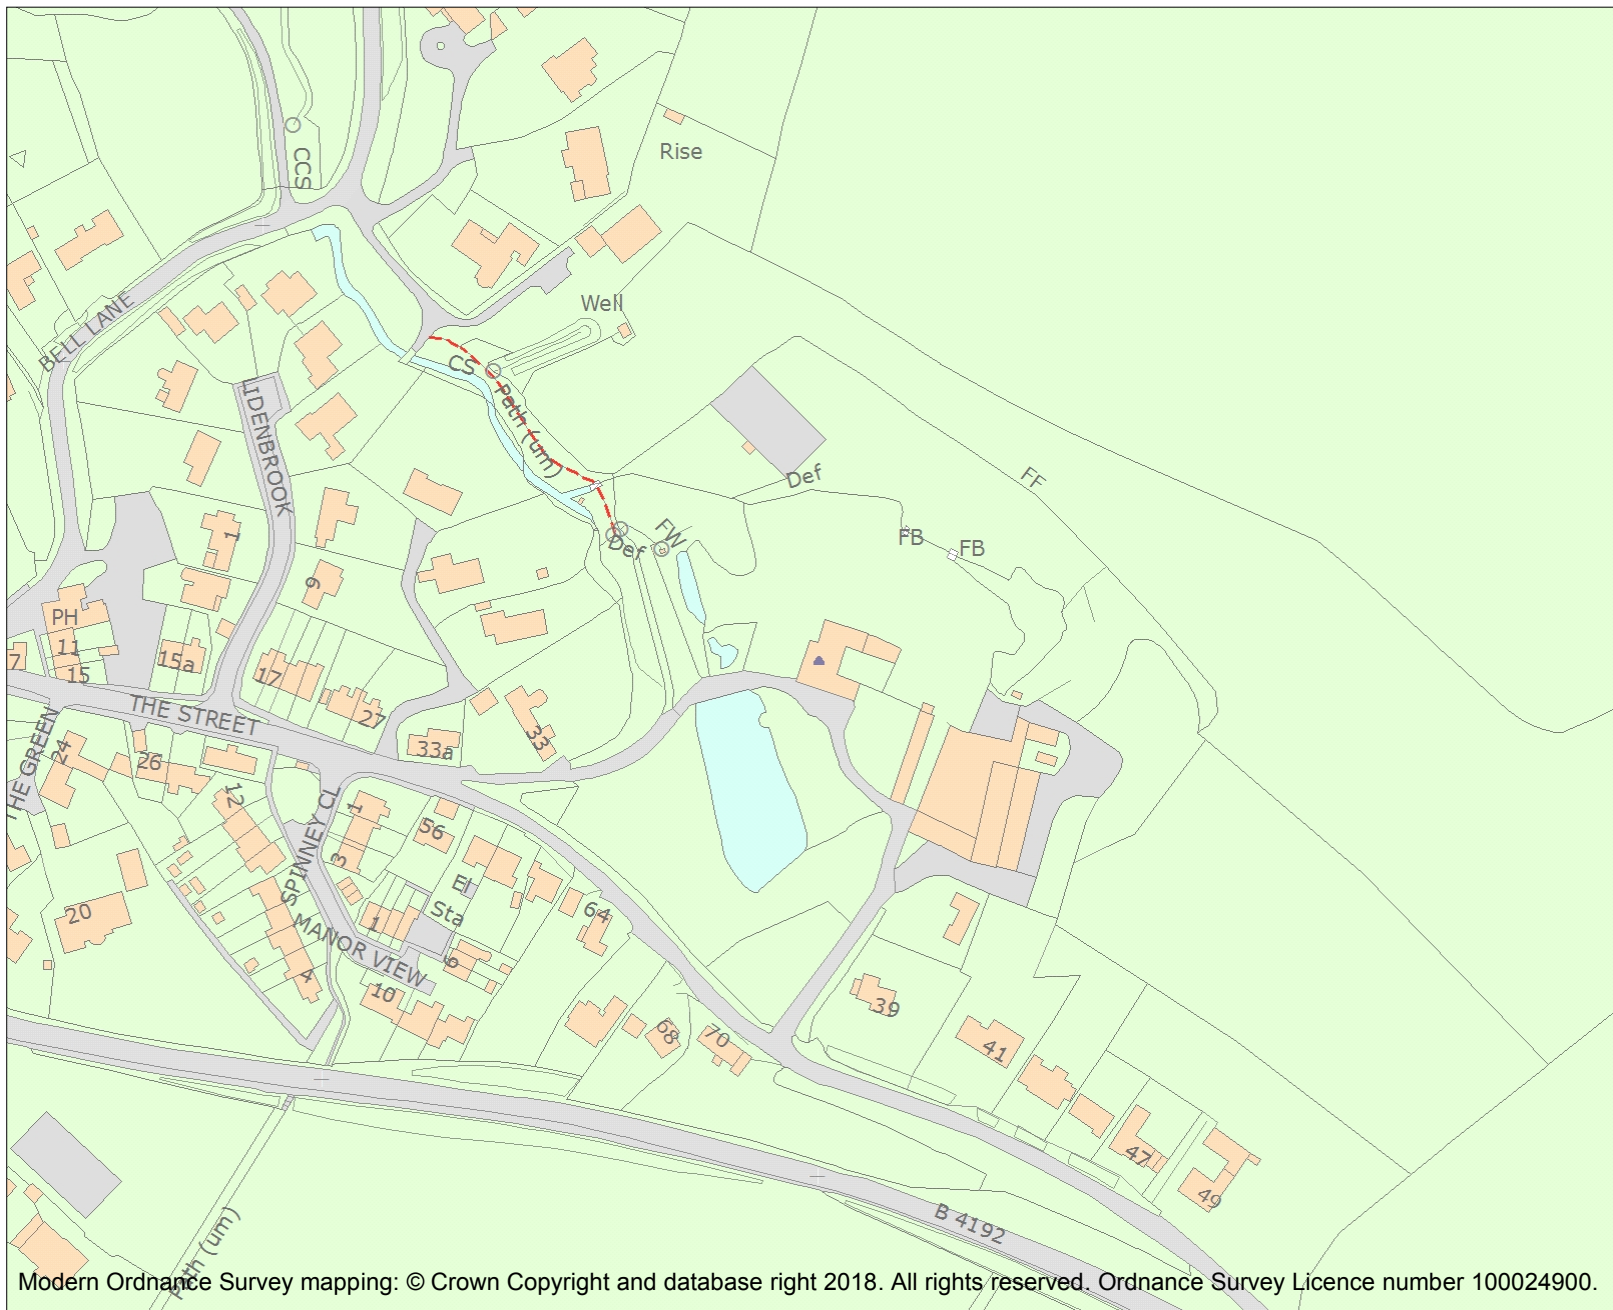 CCS
Rise
BELL LANE
Well
CS
Path (um)
LIDENBROOK
FF
Def
FW
Def
FB
FB
1
9
PH
11
7
15
15a
17
27
THE STREET
33
33a
THE GREEN
24
26
12
SPINNEY CL
1
3
56
El
Sta
64
20
1
MANOR VIEW
6
4
10
39
68
70
41
47
49
B 4192
Path (um)
Modern Ordnance Survey mapping: © Crown Copyright and database right 2018. All rights reserved. Ordnance Survey Licence number 100024900.